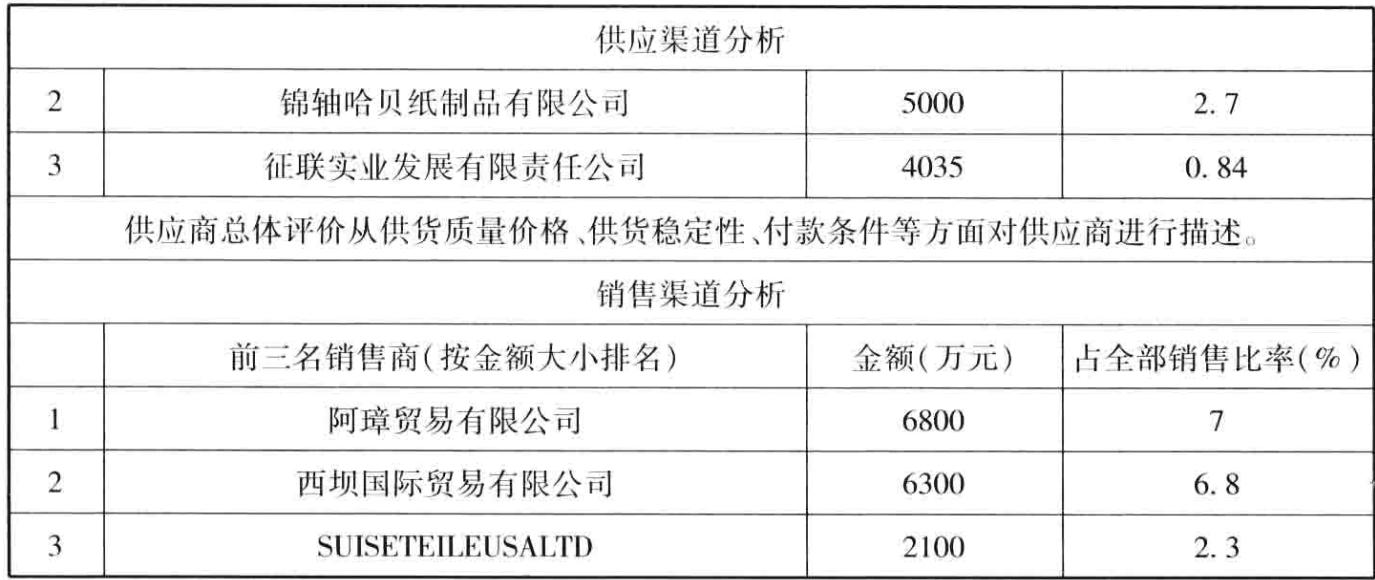 供应渠道分析
2 锦轴哈贝纸制品有限公司 5000 2.7
3 征联实业发展有限责任公司 4035 0.84
供应商总体评价从供货质量价格、供货稳定性、付款条件等方面对供应商进行描述。
销售渠道分析
前三名销售商(按金额大小排名) 金额(万元) 占全部销售比率(%)
1 阿璋贸易有限公司 6800 7
2 西坝国际贸易有限公司 6300 6.8
3 SUISETEILEUSALTD 2100 2.3